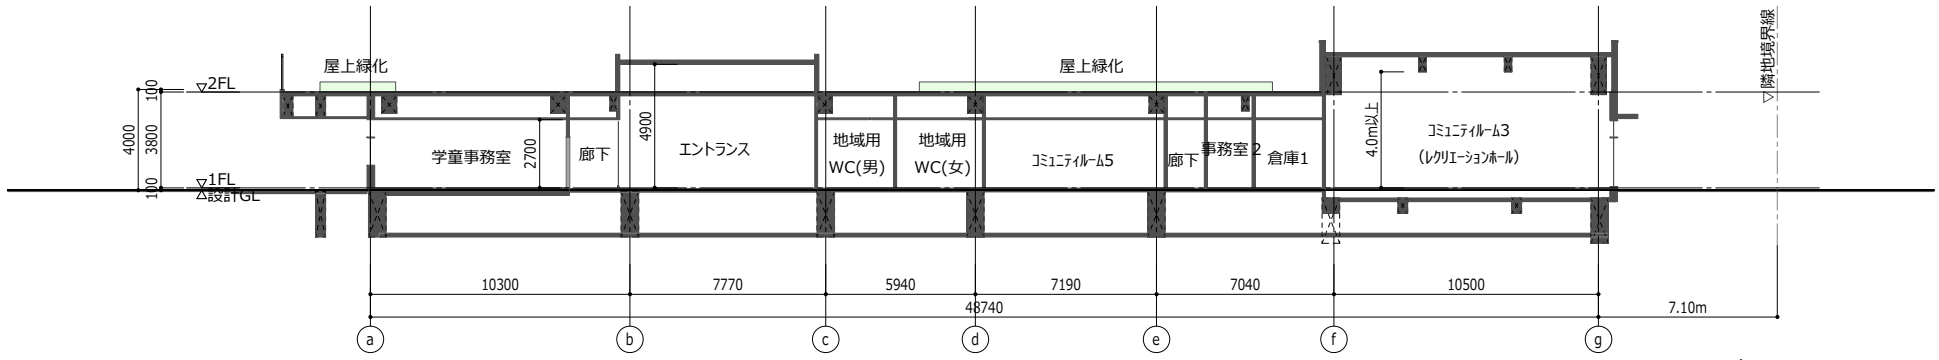 隣地境界線
屋上緑化
屋上緑化
2FL
100
4000
3800
4900
4.0m以上
2700
学童事務室
廊下
エントランス
地域用
WC(男)
地域用
WC(女)
コミュニティルーム5
廊下
事務室2
倉庫1
コミュニティルーム3
(レクリエーションホール)
1FL
100
設計GL
10300
7770
5940
7190
7040
10500
48740
7.10m
a
b
c
d
e
f
g